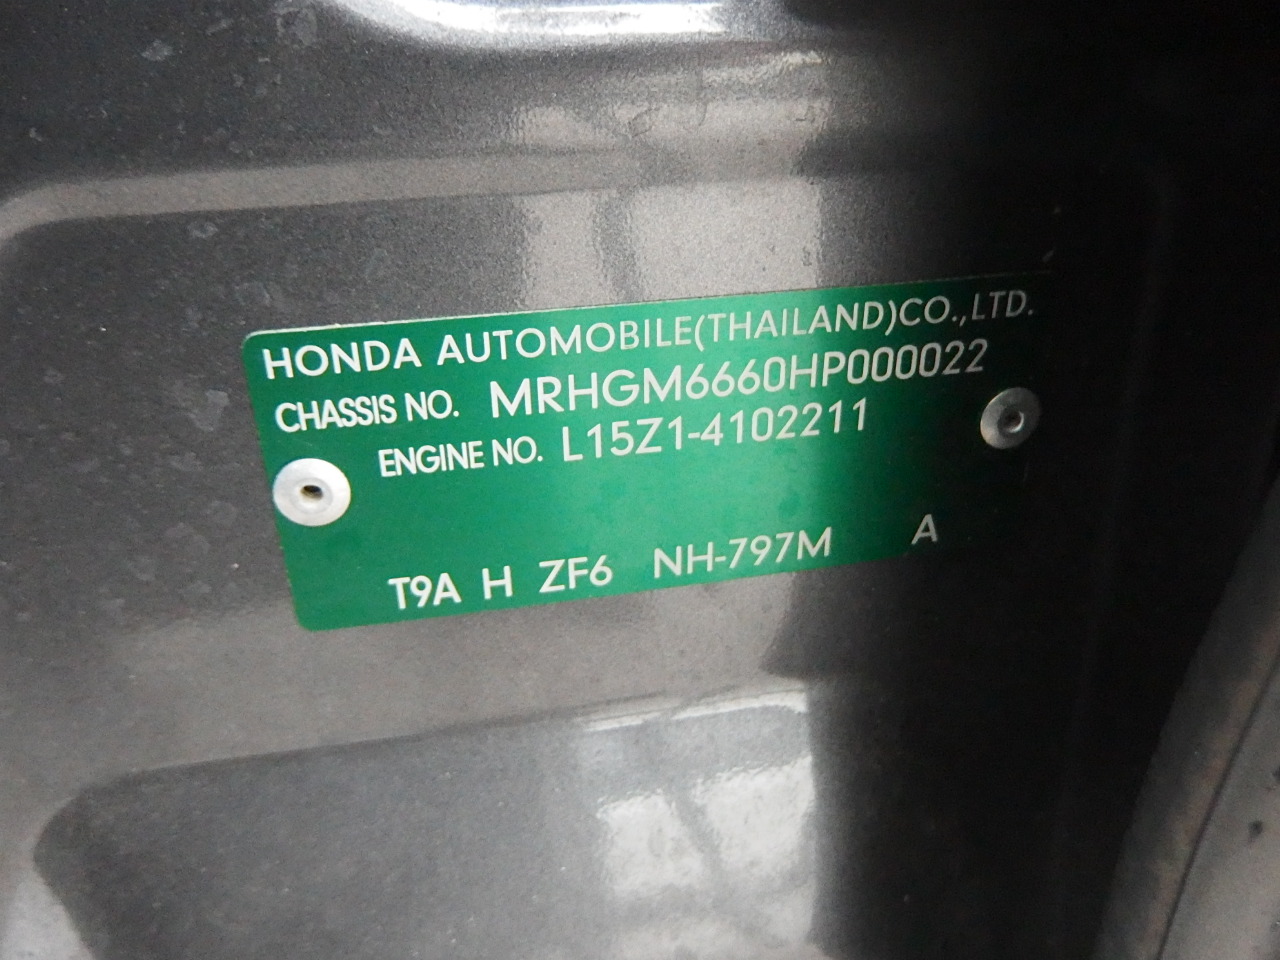 HONDA AUTOMOBILE(THAILAND)CO.,LTD.
CHASSIS NO. MRHGM6660HP000022
ENGINE NO. L15Z1-4102211
T9A H ZF6 NH-797M A